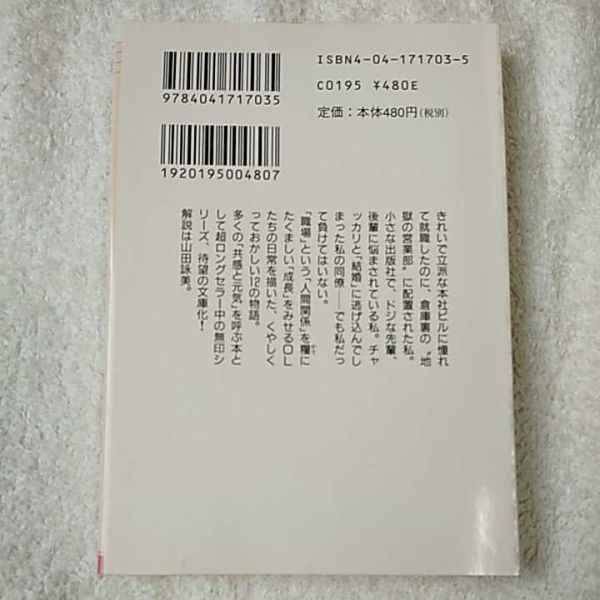 ISBN4-04-171703-5
C0195 ¥480E
定価：本体480円（税別）
9784041717035
1920195004807
きれいで立派な本社ビルに憧れ
て就職したのに、倉庫裏の〝地
獄の営業部〟に配置された私。
小さな出版社で、ドジな先輩、
後輩に悩まされている私。チャ
ッカリと「結婚」に逃げ込んでし
まった私の同僚――でも私だっ
て負けてはいない。
「職場」という「人間関係」を糧に
たくましい「成長」をみせるOL
たちの日常を描いた、くやしく
っておかしい12の物語。
多くの〝共感と元気〟を呼ぶ本と
して超ロングセラー中の無印シ
リーズ、待望の文庫化！
解説は山田詠美。